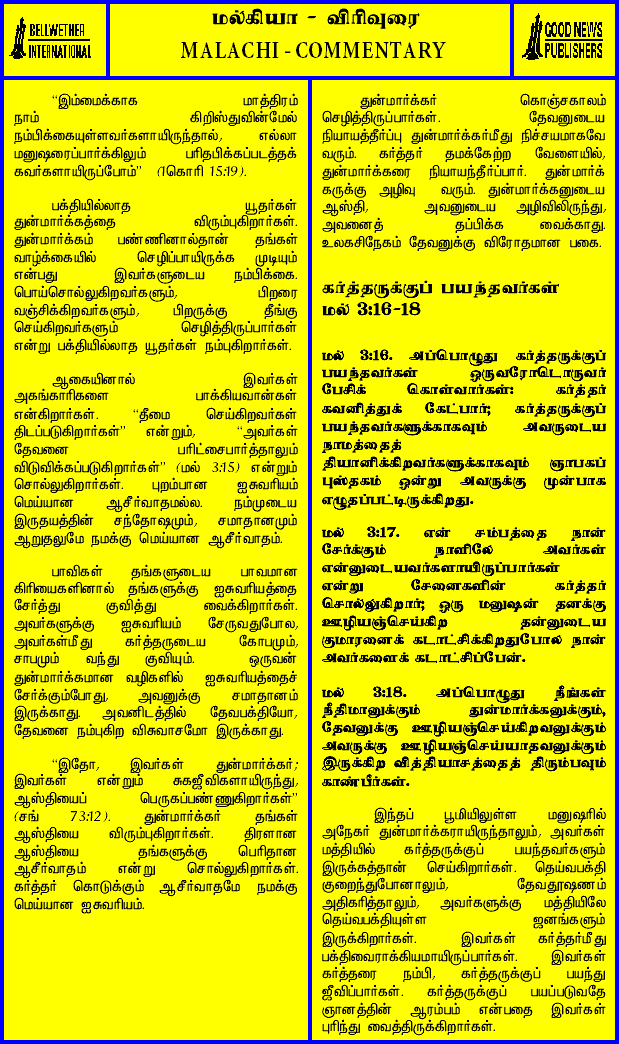 BELLWETHER
INTERNATIONAL
மல்கியா - விரிவுரை
MALACHI - COMMENTARY
GOOD NEWS
PUBLISHERS
"இம்மைக்காக மாத்திரம்
நாம் கிறிஸ்துவின்மேல்
நம்பிக்கையுள்ளவர்களாயிருந்தால், எல்லா
மனுஷரைப்பார்க்கிலும் பரிதபிக்கப்படத்தக்
கவர்களாயிருப்போம்" (1கொரி 15:19).
பக்தியில்லாத யூதர்கள்
துன்மார்க்கத்தை விரும்புகிறார்கள்.
துன்மார்க்கம் பண்ணினால்தான் தங்கள்
வாழ்க்கையில் செழிப்பாயிருக்க முடியும்
என்பது இவர்களுடைய நம்பிக்கை.
பொய்சொல்லுகிறவர்களும், பிறரை
வஞ்சிக்கிறவர்களும், பிறருக்கு தீங்கு
செய்கிறவர்களும் செழித்திருப்பார்கள்
என்று பக்தியில்லாத யூதர்கள் நம்புகிறார்கள்.
ஆகையினால் இவர்கள்
அகங்காரிகளை பாக்கியவான்கள்
என்கிறார்கள். "தீமை செய்கிறவர்கள்
திடப்படுகிறார்கள்" என்றும், "அவர்கள்
தேவனை பரிட்சைபார்த்தாலும்
விடுவிக்கப்படுகிறார்கள்" (மல் 3:15) என்றும்
சொல்லுகிறார்கள். புறம்பான ஐசுவரியம்
மெய்யான ஆசீர்வாதமல்ல. நம்முடைய
இருதயத்தின் சந்தோஷமும், சமாதானமும்
ஆறுதலுமே நமக்கு மெய்யான ஆசீர்வாதம்.
பாவிகள் தங்களுடைய பாவமான
கிரியைகளினால் தங்களுக்கு ஐசுவரியத்தை
சேர்த்து குவித்து வைக்கிறார்கள்.
அவர்களுக்கு ஐசுவரியம் சேருவதுபோல,
அவர்கள்மீது கர்த்தருடைய கோபமும்,
சாபமும் வந்து குவியும். ஒருவன்
துன்மார்க்கமான வழிகளில் ஐசுவரியத்தைச்
சேர்க்கும்போது, அவனுக்கு சமாதானம்
இருக்காது. அவனிடத்தில் தேவபக்தியோ,
தேவனை நம்புகிற விசுவாசமோ இருக்காது.
"இதோ, இவர்கள் துன்மார்க்கர்;
இவர்கள் என்றும் சுகஜீவிகளாயிருந்து,
ஆஸ்தியைப் பெருகப்பண்ணுகிறார்கள்"
(சங் 73:12). துன்மார்க்கர் தங்கள்
ஆஸ்தியை விரும்புகிறார்கள். திரளான
ஆஸ்தியை தங்களுக்கு பெரிதான
ஆசீர்வாதம் என்று சொல்லுகிறார்கள்.
கர்த்தர் கொடுக்கும் ஆசீர்வாதமே நமக்கு
மெய்யான ஐசுவரியம்.
துன்மார்க்கர் கொஞ்சகாலம்
செழித்திருப்பார்கள். தேவனுடைய
நியாயத்தீர்ப்பு துன்மார்க்கர்மீது நிச்சயமாகவே
வரும். கர்த்தர் தமக்கேற்ற வேளையில்,
துன்மார்க்கரை நியாயந்தீர்ப்பார். துன்மார்க்
கருக்கு அழிவு வரும். துன்மார்க்கனுடைய
ஆஸ்தி, அவனுடைய அழிவிலிருந்து,
அவனைத் தப்பிக்க வைக்காது.
உலகசிநேகம் தேவனுக்கு விரோதமான பகை.
கர்த்தருக்குப் பயந்தவர்கள்
மல் 3:16-18
மல் 3:16. அப்பொழுது கர்த்தருக்குப்
பயந்தவர்கள் ஒருவரோடொருவர்
பேசிக் கொள்வார்கள்: கர்த்தர்
கவனித்துக் கேட்பார்; கர்த்தருக்குப்
பயந்தவர்களுக்காகவும் அவருடைய
நாமத்தைத்
தியானிக்கிறவர்களுக்காகவும் ஞாபகப்
புஸ்தகம் ஒன்று அவருக்கு முன்பாக
எழுதப்பட்டிருக்கிறது.
மல் 3:17. என் சம்பத்தை நான்
சேர்க்கும் நாளிலே அவர்கள்
என்னுடையவர்களாயிருப்பார்கள்
என்று சேனைகளின் கர்த்தர்
சொல்லுகிறார்; ஒரு மனுஷன் தனக்கு
ஊழியஞ்செய்கிற தன்னுடைய
குமாரனைக் கடாட்சிக்கிறதுபோல் நான்
அவர்களைக் கடாட்சிப்பேன்.
மல் 3:18. அப்பொழுது நீங்கள்
நீதிமானுக்கும் துன்மார்க்கனுக்கும்,
தேவனுக்கு ஊழியஞ்செய்கிறவனுக்கும்
அவருக்கு ஊழியஞ்செய்யாதவனுக்கும்
இருக்கிற வித்தியாசத்தைத் திரும்பவும்
காண்பீர்கள்.
இந்தப் பூமியிலுள்ள மனுஷரில்
அநேகர் துன்மார்க்கராயிருந்தாலும், அவர்கள்
மத்தியில் கர்த்தருக்குப் பயந்தவர்களும்
இருக்கத்தான் செய்கிறார்கள். தெய்வபக்தி
குறைந்துபோனாலும், தேவதூஷணம்
அதிகரித்தாலும், அவர்களுக்கு மத்தியிலே
தெய்வபக்தியுள்ள ஜனங்களும்
இருக்கிறார்கள். இவர்கள் கர்த்தர்மீது
பக்திவைராக்கியமாயிருப்பார்கள். இவர்கள்
கர்த்தரை நம்பி, கர்த்தருக்குப் பயந்து
ஜீவிப்பார்கள். கர்த்தருக்குப் பயப்படுவதே
ஞானத்தின் ஆரம்பம் என்பதை இவர்கள்
புரிந்து வைத்திருக்கிறார்கள்.